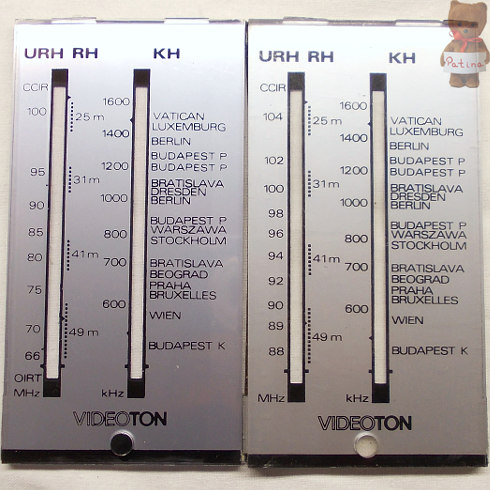 URH RH KH
CCIR
1600
100
25 m
VATICAN
LUXEMBURG
1400
BERLIN
BUDAPEST P
1200
BUDAPEST P
95
31 m
BRATISLAVA
DRESDEN
1000
BERLIN
90
BUDAPEST P
85
800
WARSZAWA
STOCKHOLM
80
41 m
700
BRATISLAVA
BEOGRAD
75
PRAHA
BRUXELLES
600
WIEN
70
49 m
BUDAPEST K
66
OIRT
MHz kHz
VIDEOTON
URH RH KH
CCIR
1600
104
25 m
VATICAN
LUXEMBURG
1400
BERLIN
102
BUDAPEST P
1200
BUDAPEST P
100
31 m
BRATISLAVA
DRESDEN
1000
BERLIN
98
BUDAPEST P
96
800
WARSZAWA
STOCKHOLM
94
41 m
700
BRATISLAVA
92
BEOGRAD
PRAHA
90
BRUXELLES
600
89
WIEN
49 m
88
BUDAPEST K
MHz kHz
VIDEOTON
Patina